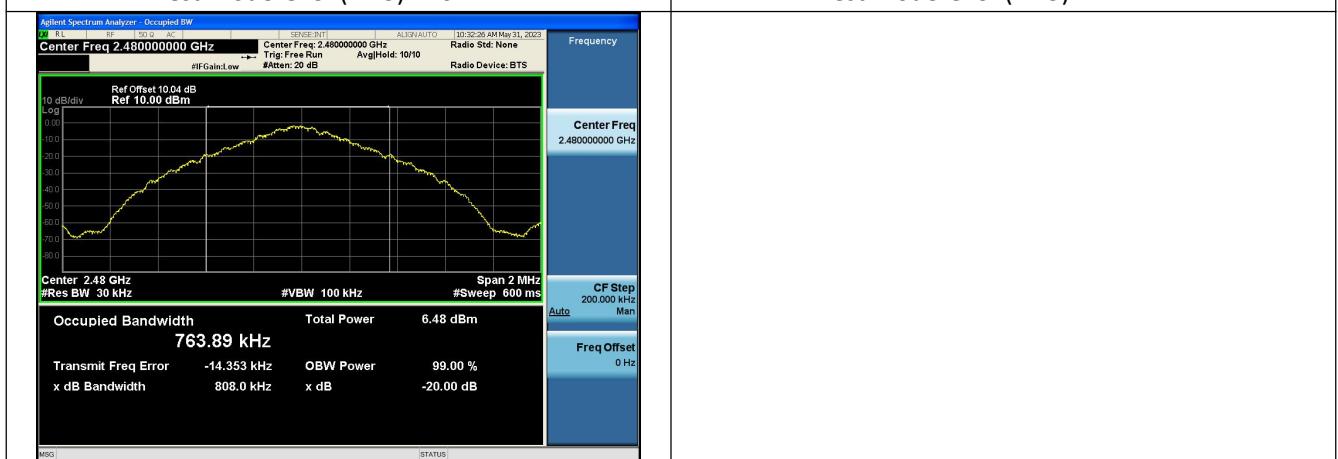 Agilent Spectrum Analyzer - Occupied BW
RL RF 50 Ω AC SENSE:INT ALIGN AUTO 10:32:26 AM May 31, 2023
Center Freq 2.480000000 GHz
Center Freq: 2.480000000 GHz
Radio Std: None
Trig: Free Run Avg|Hold: 10/10
#IFGain:Low
#Atten: 20 dB
Radio Device: BTS
Frequency
Ref Offset 10.04 dB
10 dB/div Ref 10.00 dBm
Log
0.00
-10.0
-20.0
-30.0
-40.0
-50.0
-60.0
-70.0
-80.0
Center Freq
2.480000000 GHz
Center 2.48 GHz Span 2 MHz
#Res BW 30 kHz #VBW 100 kHz #Sweep 600 ms
CF Step
200.000 kHz
Auto Man
Occupied Bandwidth Total Power 6.48 dBm
763.89 kHz
Transmit Freq Error -14.353 kHz OBW Power 99.00 %
x dB Bandwidth 808.0 kHz x dB -20.00 dB
Freq Offset
0 Hz
MSG STATUS